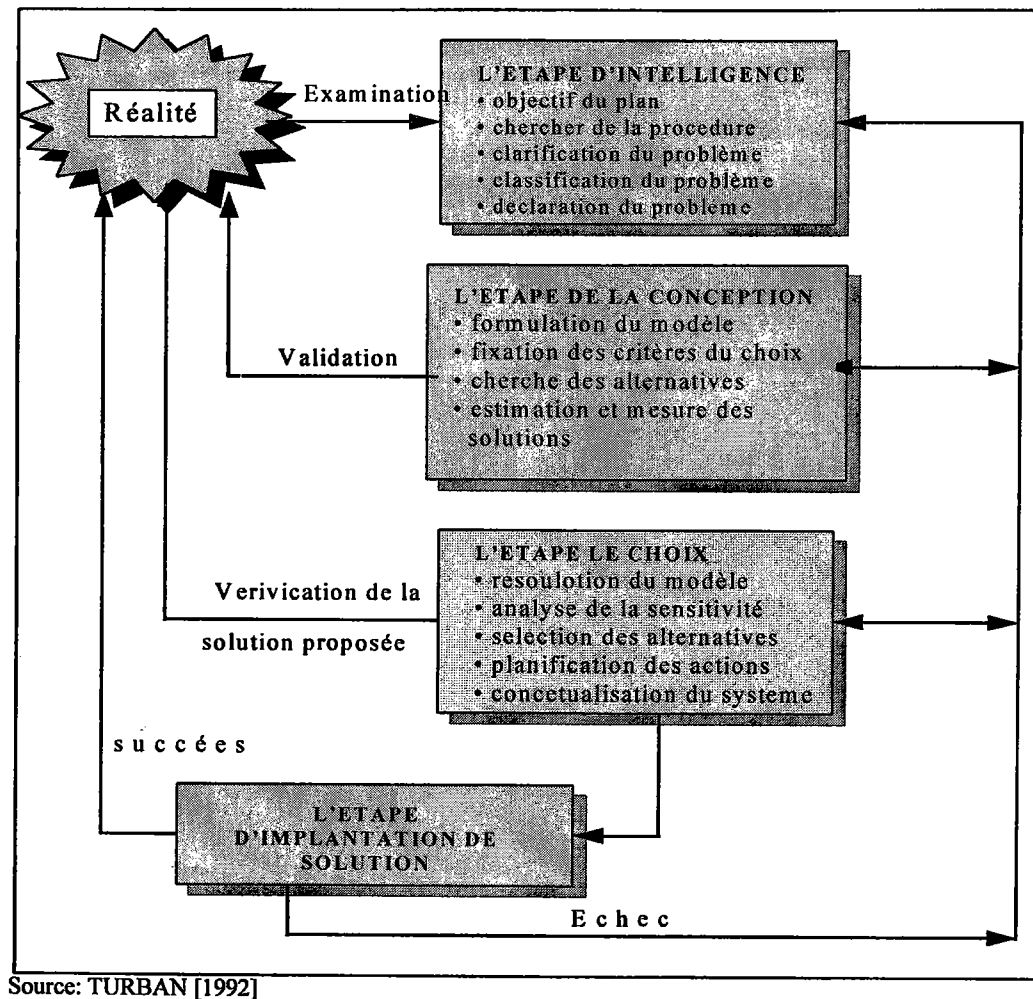 Réalité
Examination
L'ETAPE D'INTELLIGENCE
• objectif du plan
• chercher de la procedure
• clarification du problème
• classification du problème
• declaration du probleme
L'ETAPE DE LA CONCEPTION
• formulation du modèle
• fixation des critères du choix
• cherche des alternatives
• estimation et mesure des
solutions
Validation
L'ETAPE LE CHOIX
• resoulotion du modèle
• analyse de la sensitivité
• selection des alternatives
• planification des actions
• concetualisation du systeme
Verivication de la
solution proposée
succées
L'ETAPE
D'IMPLANTATION DE
SOLUTION
Echec
Source: TURBAN [1992]